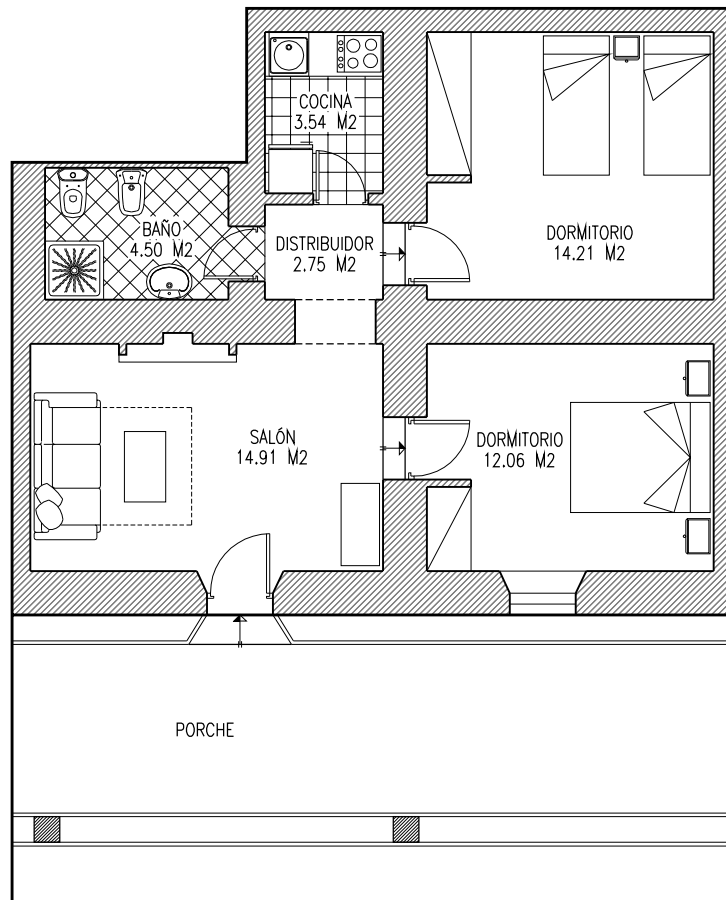 COCINA
3.54 M2
BAÑO
4.50 M2
DISTRIBUIDOR
2.75 M2
DORMITORIO
14.21 M2
SALÓN
14.91 M2
DORMITORIO
12.06 M2
PORCHE